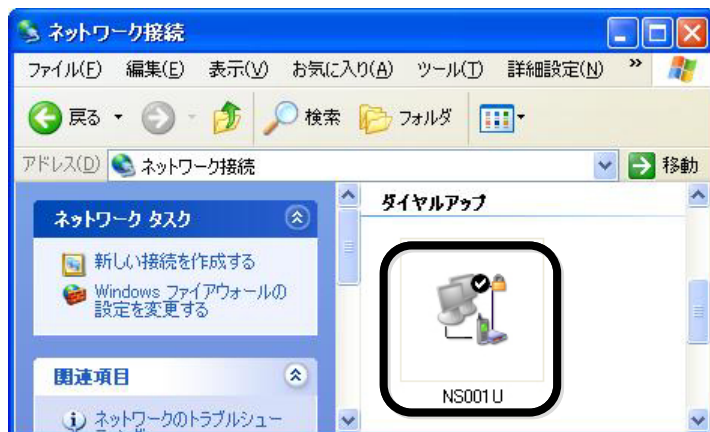 ネットワーク接続
ファイル(F) 編集(E) 表示(V) お気に入り(A) ツール(T) 詳細設定(N) »
戻る 検索 フォルダ
アドレス(D) ネットワーク接続 移動
ネットワーク タスク
新しい接続を作成する
Windows ファイアウォールの
設定を変更する
関連項目
ネットワークのトラブルシュー
ダイヤルアップ
NS001U